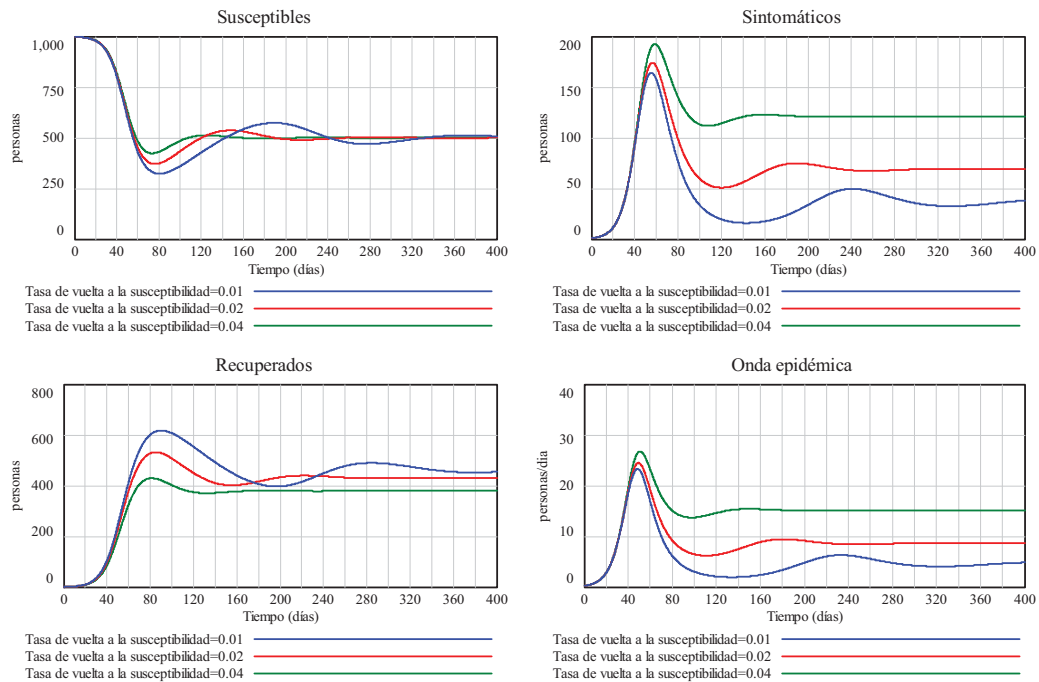 Susceptibles
1,000
750
500
250
0
personas
0 40 80 120 160 200 240 280 320 360 400
Tiempo (días)
Tasa de vuelta a la susceptibilidad=0.01
Tasa de vuelta a la susceptibilidad=0.02
Tasa de vuelta a la susceptibilidad=0.04
Sintomáticos
200
150
100
50
0
personas
0 40 80 120 160 200 240 280 320 360 400
Tiempo (días)
Tasa de vuelta a la susceptibilidad=0.01
Tasa de vuelta a la susceptibilidad=0.02
Tasa de vuelta a la susceptibilidad=0.04
Recuperados
800
600
400
200
0
personas
0 40 80 120 160 200 240 280 320 360 400
Tiempo (días)
Tasa de vuelta a la susceptibilidad=0.01
Tasa de vuelta a la susceptibilidad=0.02
Tasa de vuelta a la susceptibilidad=0.04
Onda epidémica
40
30
20
10
0
personas/día
0 40 80 120 160 200 240 280 320 360 400
Tiempo (días)
Tasa de vuelta a la susceptibilidad=0.01
Tasa de vuelta a la susceptibilidad=0.02
Tasa de vuelta a la susceptibilidad=0.04